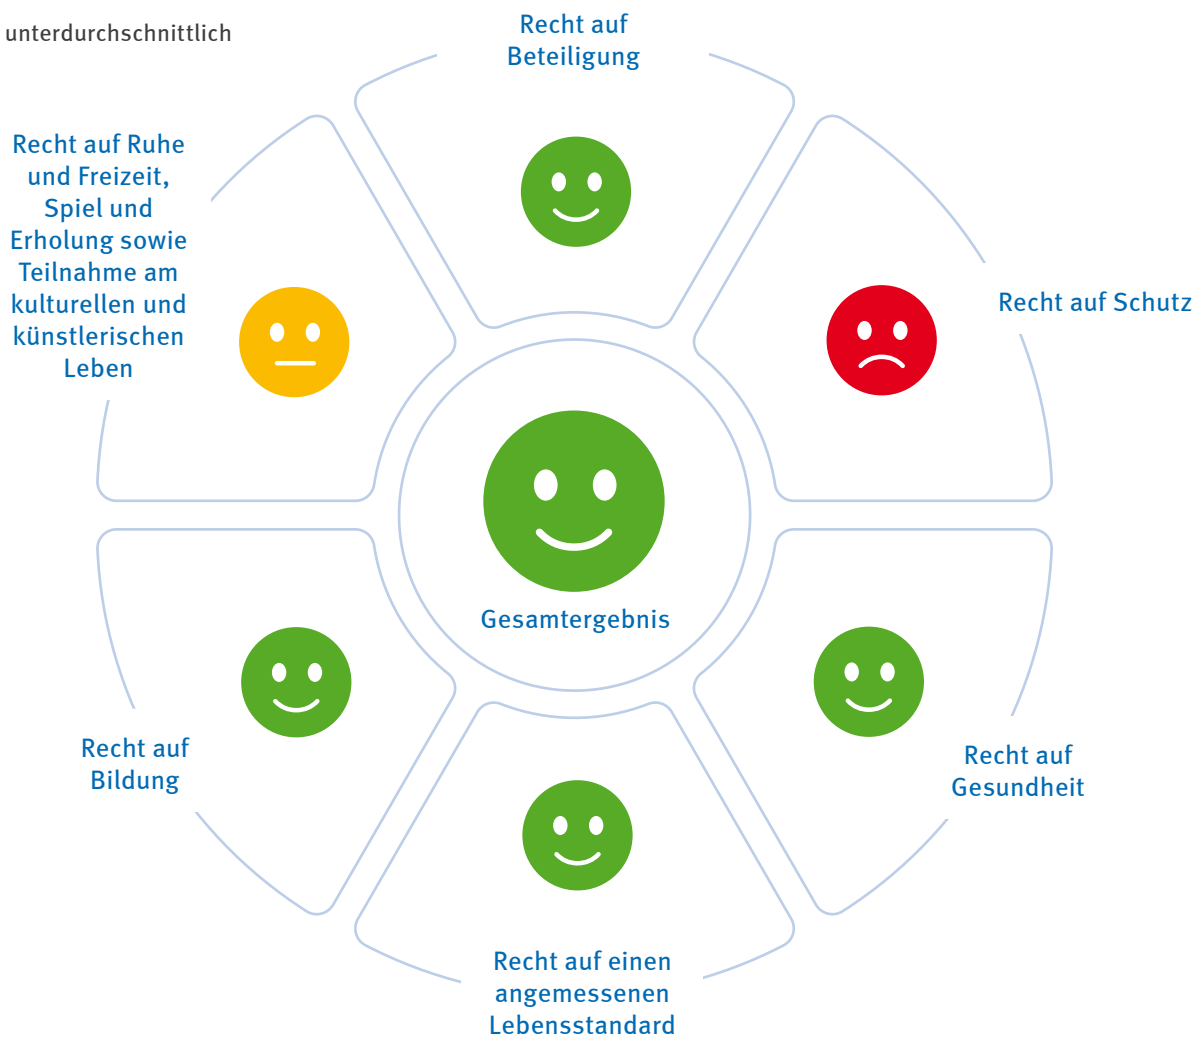 unterdurchschnittlich
Recht auf
Beteiligung
Recht auf Ruhe
und Freizeit,
Spiel und
Erholung sowie
Teilnahme am
kulturellen und
künstlerischen
Leben
Recht auf Schutz
Gesamtergebnis
Recht auf
Bildung
Recht auf
Gesundheit
Recht auf einen
angemessenen
Lebensstandard